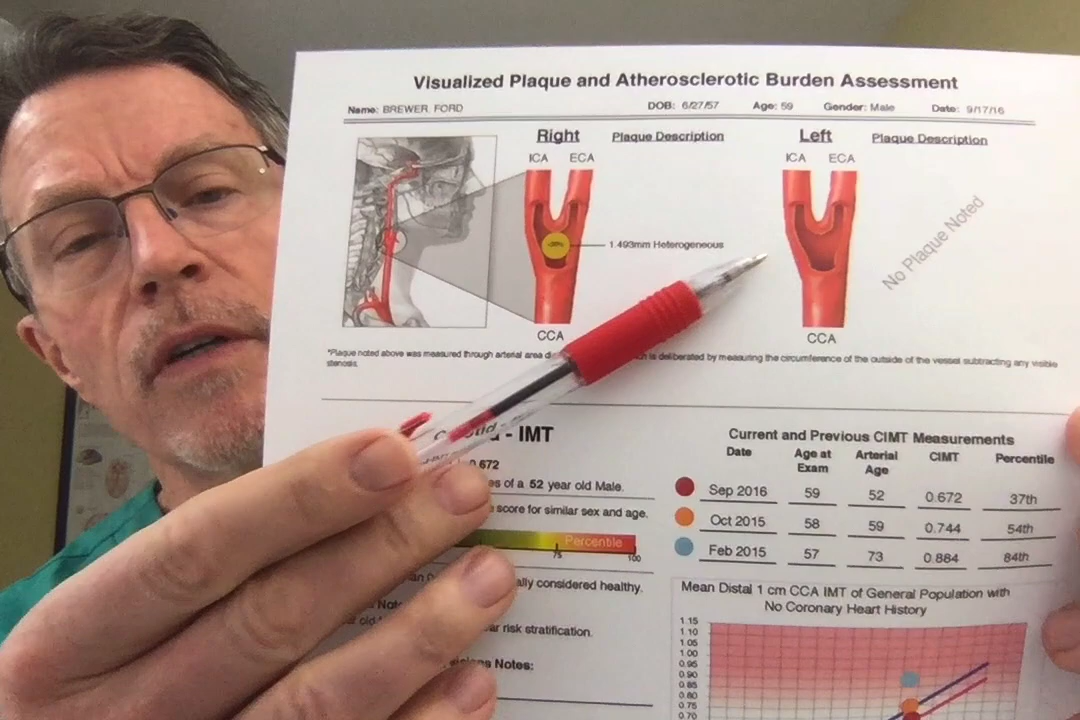 Visualized Plaque and Atherosclerotic Burden Assessment
Name: BREWER, FORD DOB: 6/27/57 Age: 59 Gender: Male Date: 9/17/16
Right Plaque Description Left Plaque Description
ICA ECA ICA ECA
1.493mm Heterogeneous
No Plaque Noted
CCA CCA
*Plaque noted above was measured through arterial area is deliberated by measuring the circumference of the outside of the vessel subtracting any visible
stenosis.
- IMT
0.672
of a 52 year old Male.
score for similar sex and age.
Percentile
75 100
considered healthy.
risk stratification.
Notes:
Current and Previous CIMT Measurements
Date Age at Exam Arterial Age CIMT Percentile
Sep 2016 59 52 0.672 37th
Oct 2015 58 59 0.744 54th
Feb 2015 57 73 0.884 84th
Mean Distal 1 cm CCA IMT of General Population with
No Coronary Heart History
1.15
1.10
1.05
1.00
0.95
0.90
0.85
0.80
0.75
0.70